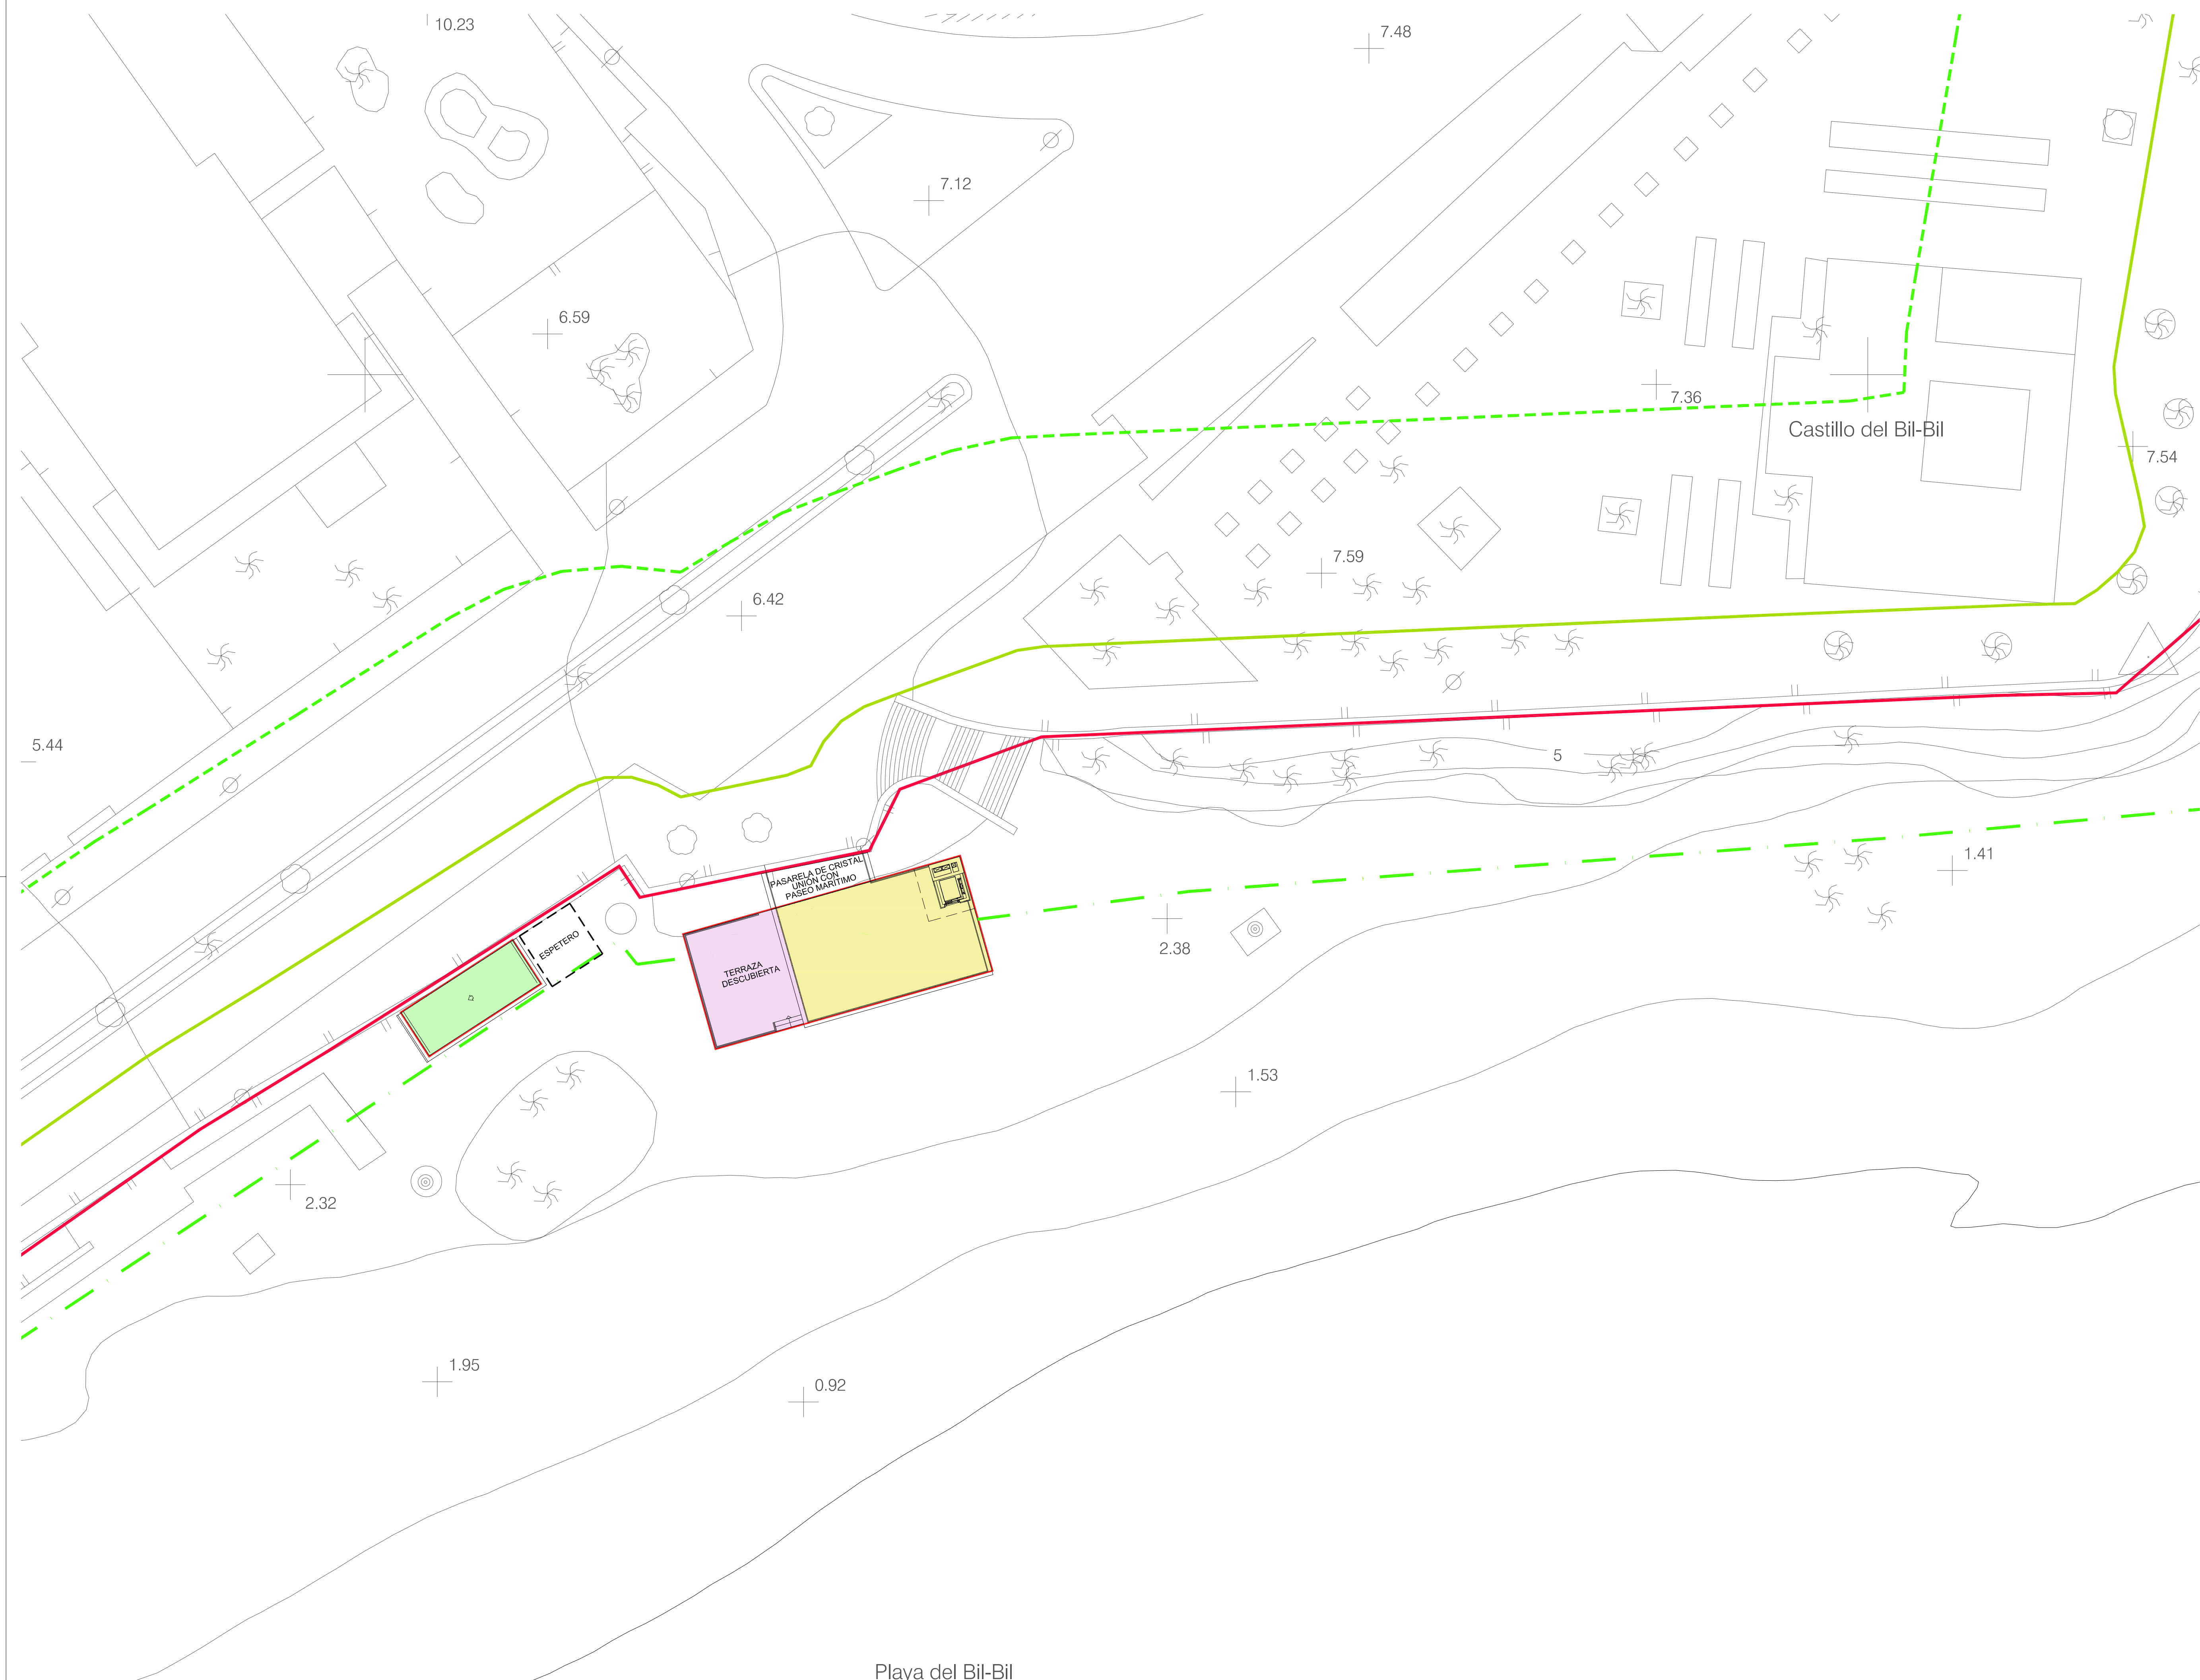 10.23
7.48
7.12
6.59
7.36
Castillo del Bil-Bil
7.54
7.59
6.42
5.44
5
PASARELA DE CRISTAL
UNIÓN CON
PASEO MARÍTIMO
1.41
ESPETERO
2.38
TERRAZA
DESCUBIERTA
1.53
2.32
1.95
0.92
Playa del Bil-Bil